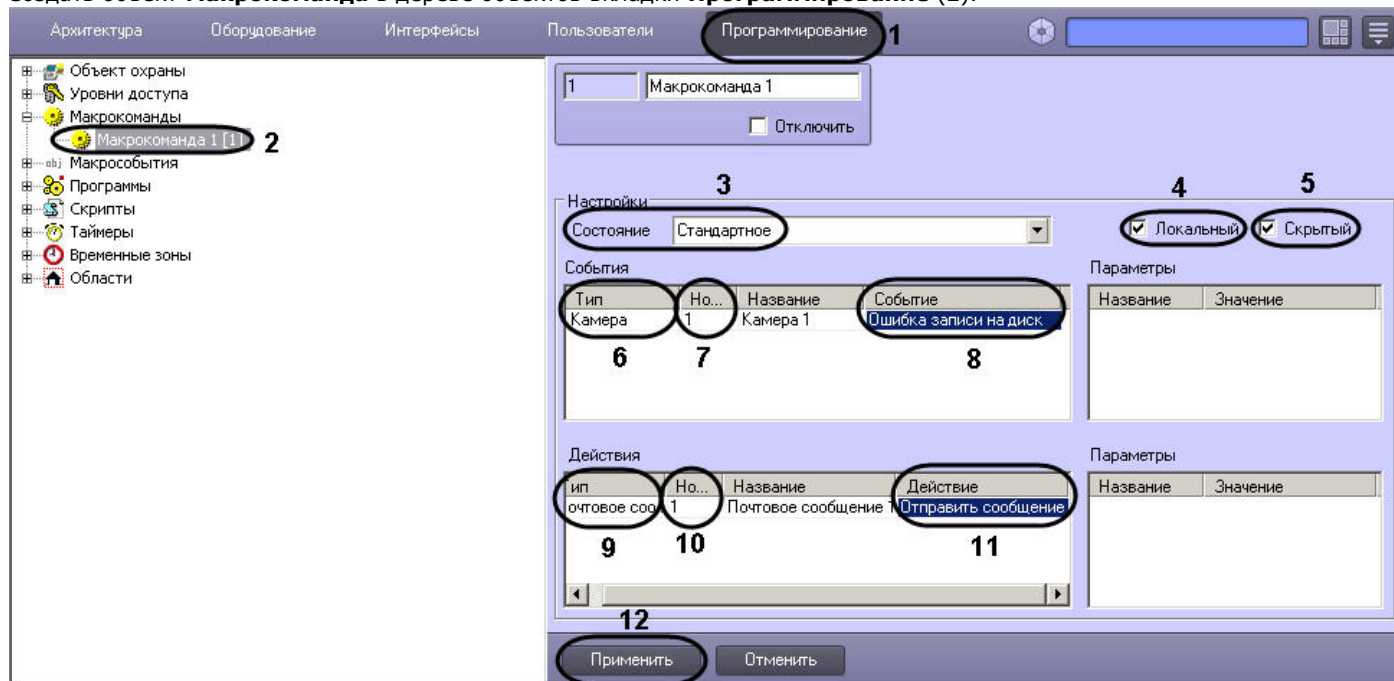 Создать объект Макрокоманда в дереве объектов вкладки Программирование (2).
Архитектура Оборудование Интерфейсы Пользователи Программирование 1
Объект охраны
Уровни доступа
Макрокоманды
Макрокоманда 1 [1] 2
obj Макрособытия
Программы
Скрипты
Таймеры
Временные зоны
Области
1 Макрокоманда 1
Отключить
3 4 5
Настройки
Состояние Стандартное Локальный Скрытый
События Параметры
Тип Но... Название Событие Название Значение
Камера 1 Камера 1 Ошибка записи на диск
6 7 8
Действия Параметры
ип Но... Название Действие Название Значение
очтовое соо 1 Почтовое сообщение 1 Отправить сообщение
9 10 11
12
Применить Отменить